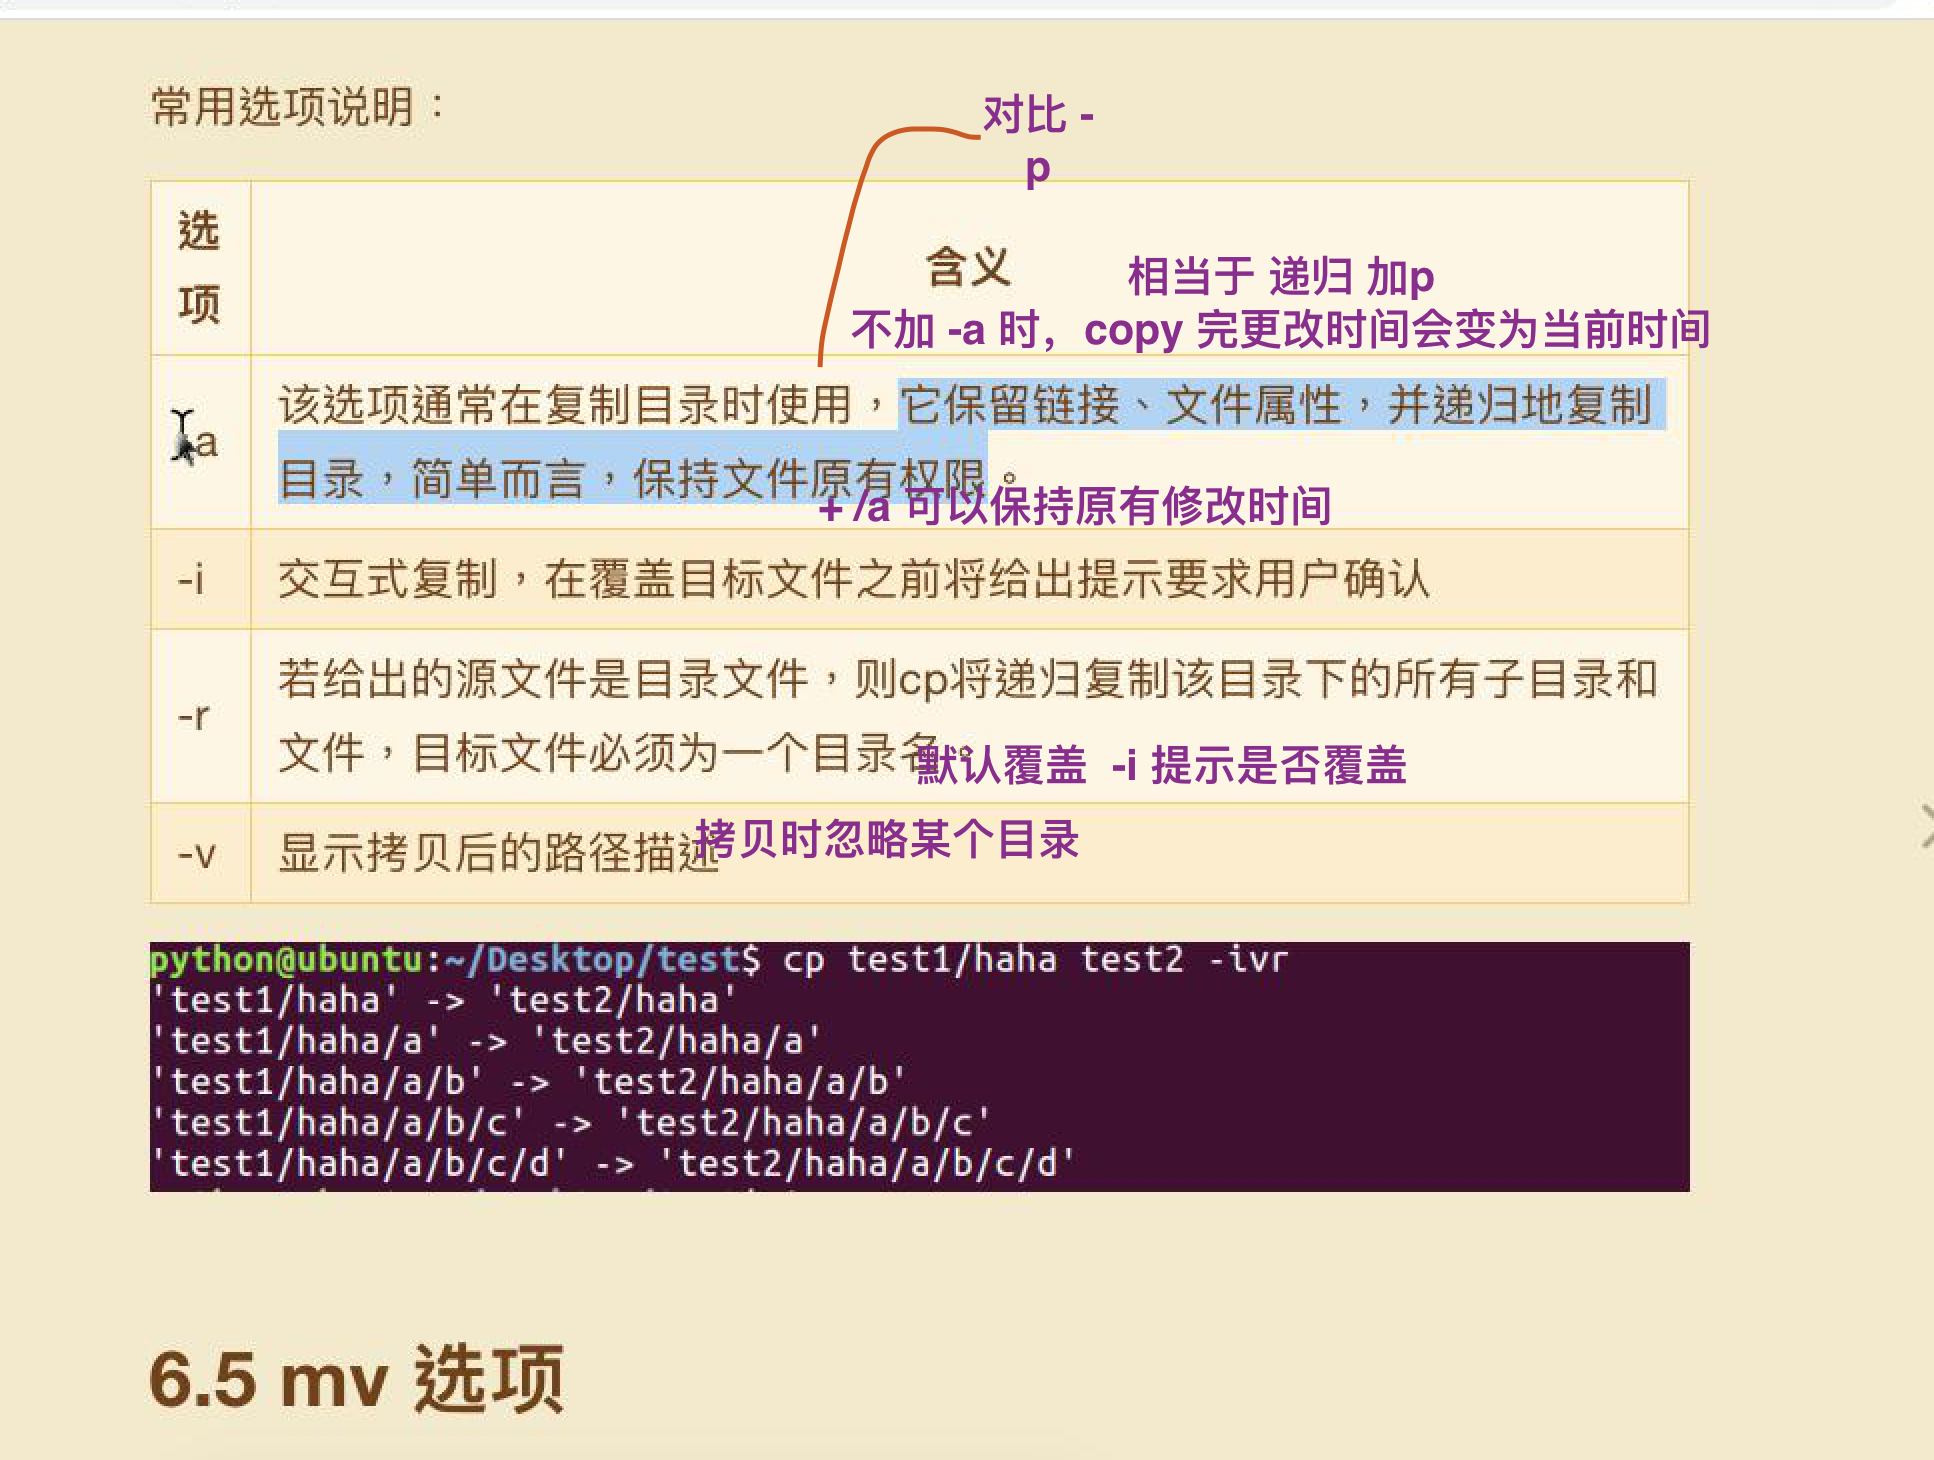 常用选项说明：
对比 -
p
选
项
含义
相当于 递归 加p
不加 -a 时，copy 完更改时间会变为当前时间
a
该选项通常在复制目录时使用，它保留链接、文件属性，并递归地复制
目录，简单而言，保持文件原有权限。
+ /a 可以保持原有修改时间
-i
交互式复制，在覆盖目标文件之前将给出提示要求用户确认
-r
若给出的源文件是目录文件，则cp将递归复制该目录下的所有子目录和
文件，目标文件必须为一个目录名。
默认覆盖 -i 提示是否覆盖
-v
显示拷贝后的路径描述
拷贝时忽略某个目录
python@ubuntu:~/Desktop/test$ cp test1/haha test2 -ivr
'test1/haha' -> 'test2/haha'
'test1/haha/a' -> 'test2/haha/a'
'test1/haha/a/b' -> 'test2/haha/a/b'
'test1/haha/a/b/c' -> 'test2/haha/a/b/c'
'test1/haha/a/b/c/d' -> 'test2/haha/a/b/c/d'
6.5 mv 选项